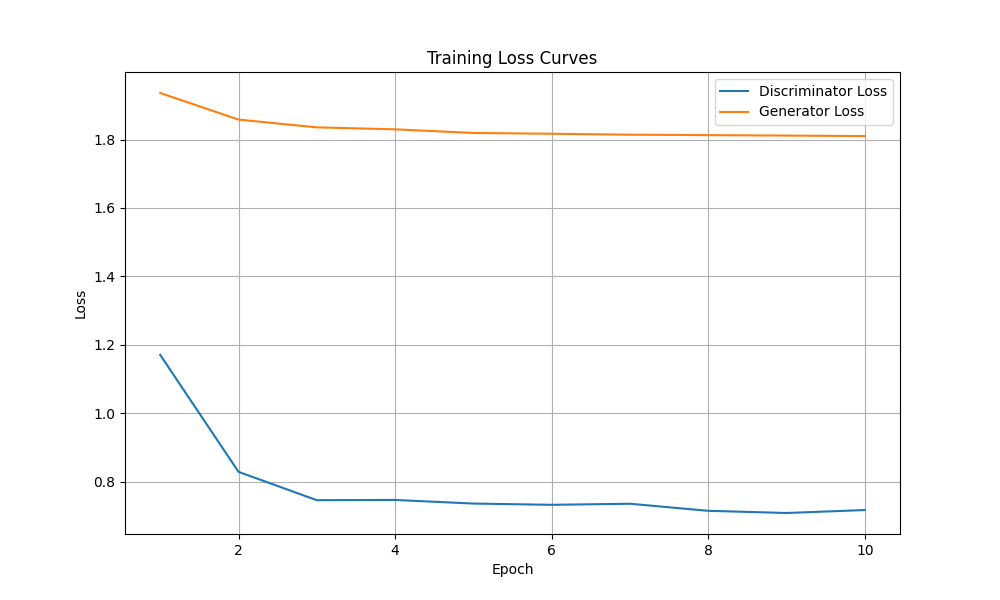 Training Loss Curves
Discriminator Loss
Generator Loss
1.8
1.6
1.4
1.2
1.0
0.8
Loss
2 4 6 8 10
Epoch